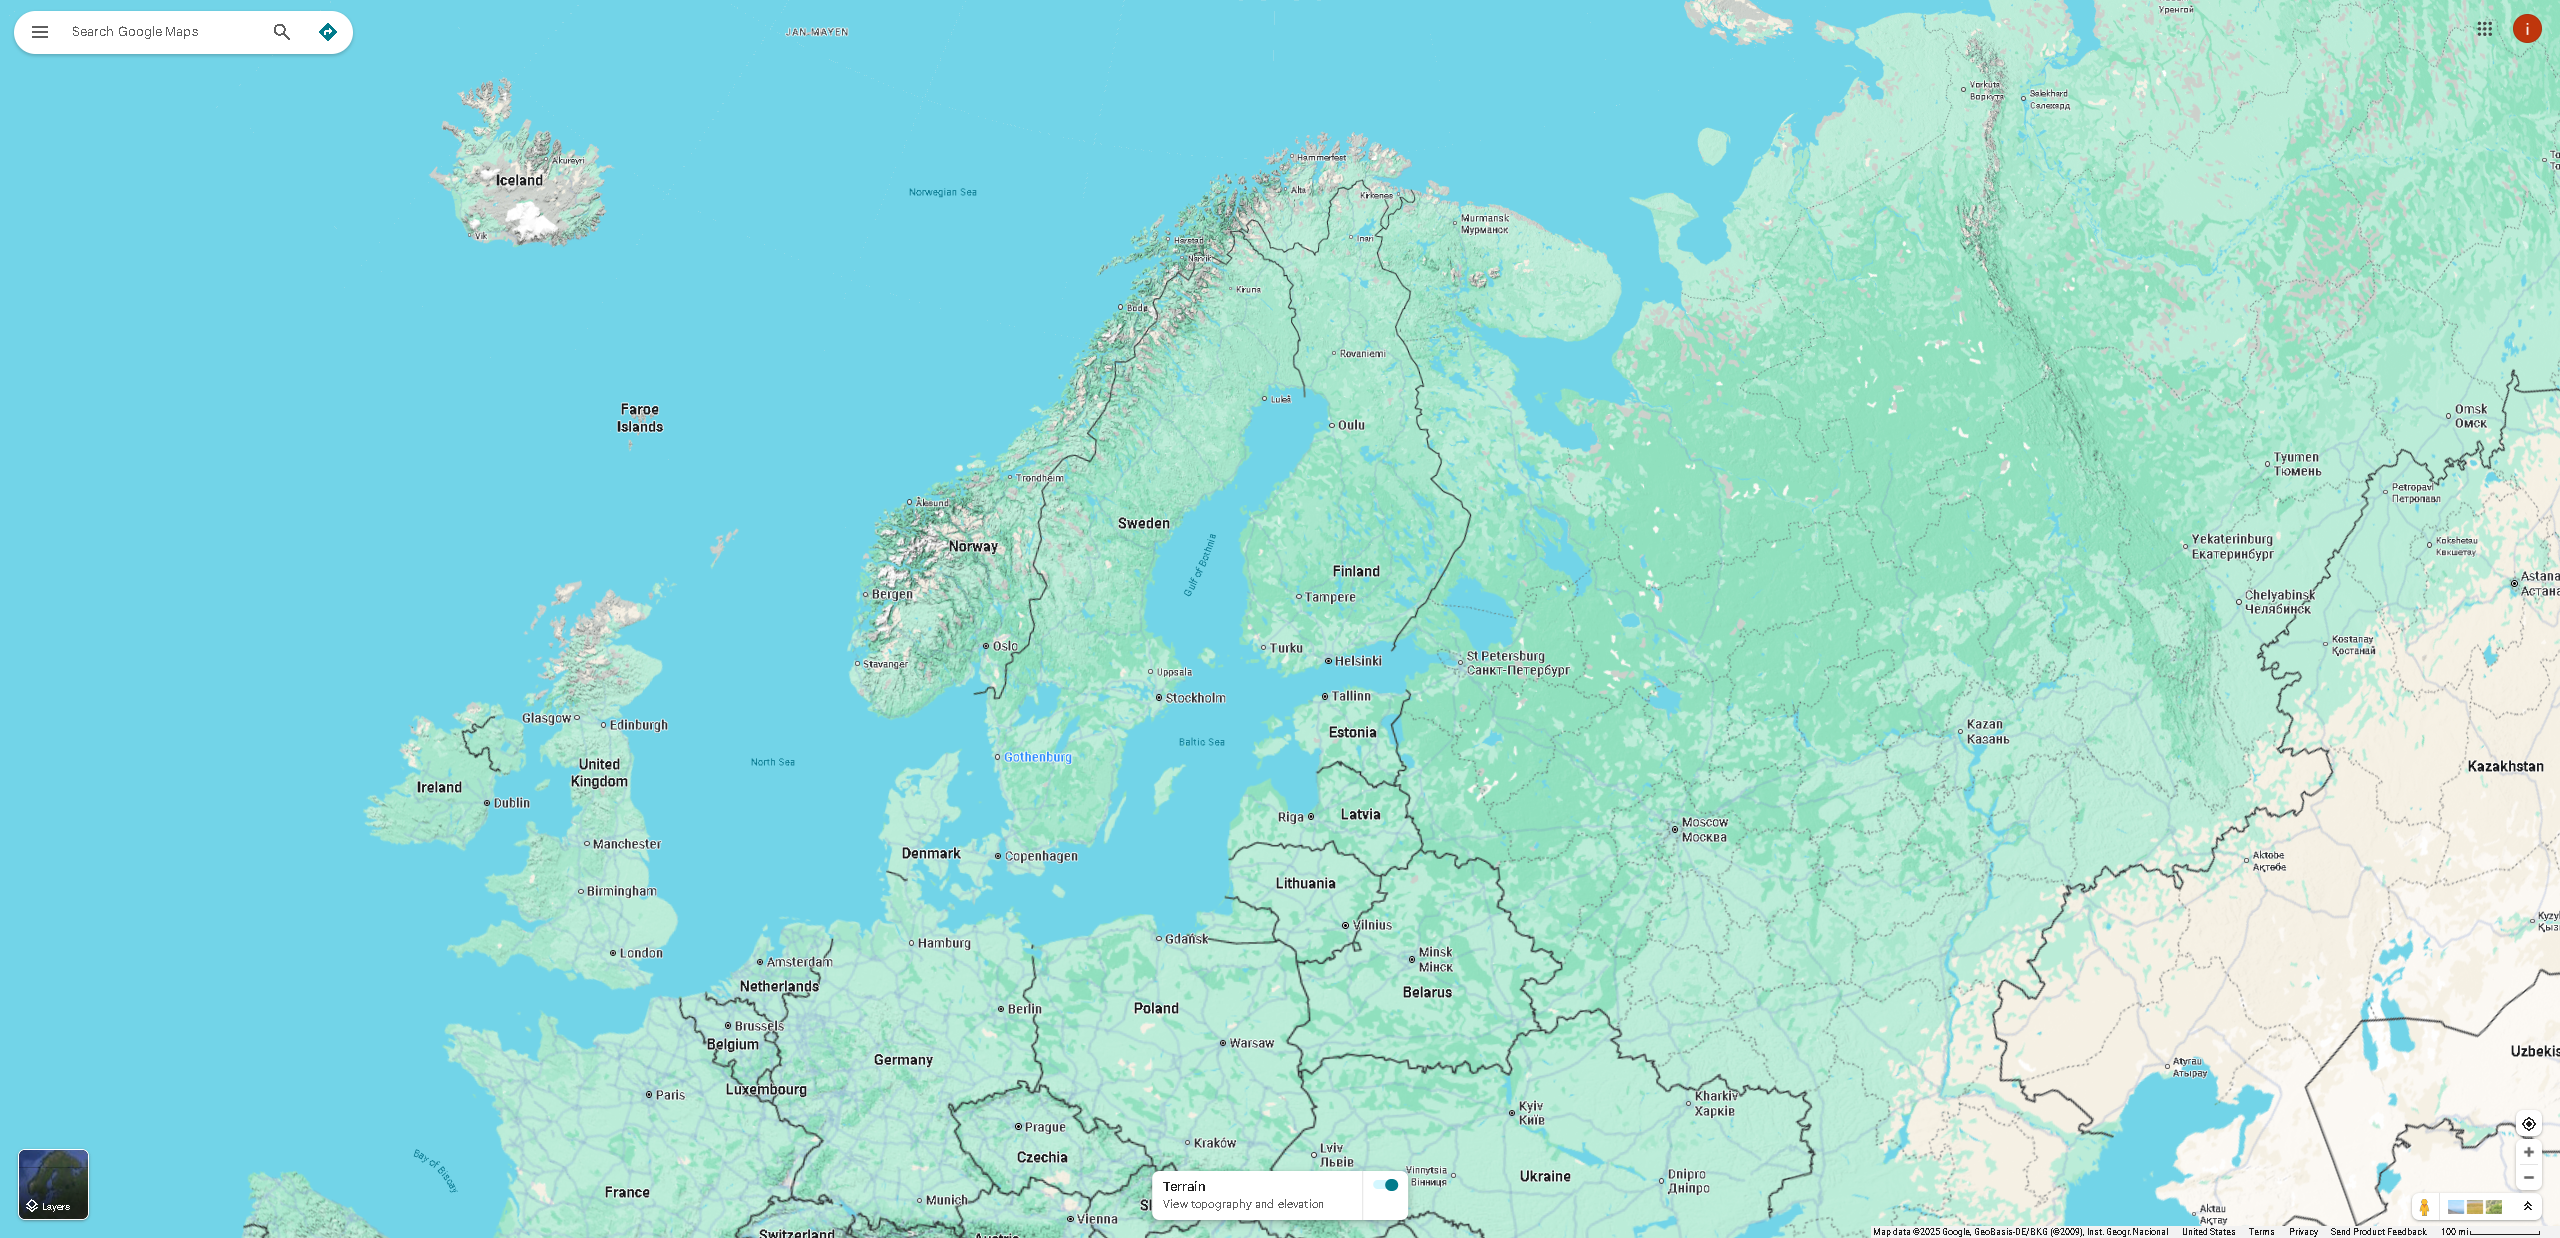 Search Google Maps
JAN MAYEN
i
Уренгой
Vorkuta
Воркута
Salekhard
Салехард
Akureyri
Iceland
Vik
Norwegian Sea
Hammerfest
Alta
Kirkenes
Murmansk
Мурманск
Harstad
Inari
Narvik
Kiruna
Bodø
Rovaniemi
Luleå
Oulu
Faroe
Islands
Omsk
Омск
Tyumen
Тюмень
Petropavl
Петропавл
Trondheim
Ålesund
Sweden
Norway
Gulf of Bothnia
Finland
Yekaterinburg
Екатеринбург
Kokshetau
Көкшетау
Astana
Астана
Bergen
Tampere
Chelyabinsk
Челябинск
Oslo
Turku
Helsinki
Stavanger
Uppsala
St Petersburg
Санкт-Петербург
Kostanay
Қостанай
Stockholm
Tallinn
Glasgow
Edinburgh
Estonia
Baltic Sea
Kazan
Казань
Gothenburg
North Sea
United
Kingdom
Kazakhstan
Ireland
Dublin
Riga
Latvia
Moscow
Москва
Manchester
Denmark
Copenhagen
Aktobe
Ақтөбе
Birmingham
Lithuania
Vilnius
London
Hamburg
Gdańsk
Amsterdam
Minsk
Мінск
Netherlands
Belarus
Berlin
Poland
Brussels
Belgium
Warsaw
Germany
Uzbekis
Luxembourg
Paris
Atyrau
Атырау
Kharkiv
Харків
Kyiv
Київ
Prague
Kraków
Lviv
Львів
Czechia
Bay of Biscay
Vinnytsia
Вінниця
Ukraine
Dnipro
Дніпро
France
Munich
Vienna
Switzerland
Austria
Terrain
View topography and elevation
Layers
Aktau
Ақтау
Map data ©2025 Google, GeoBasis-DE/BKG (©2009), Inst. Geogr. Nacional United States Terms Privacy Send Product Feedback 100 mi